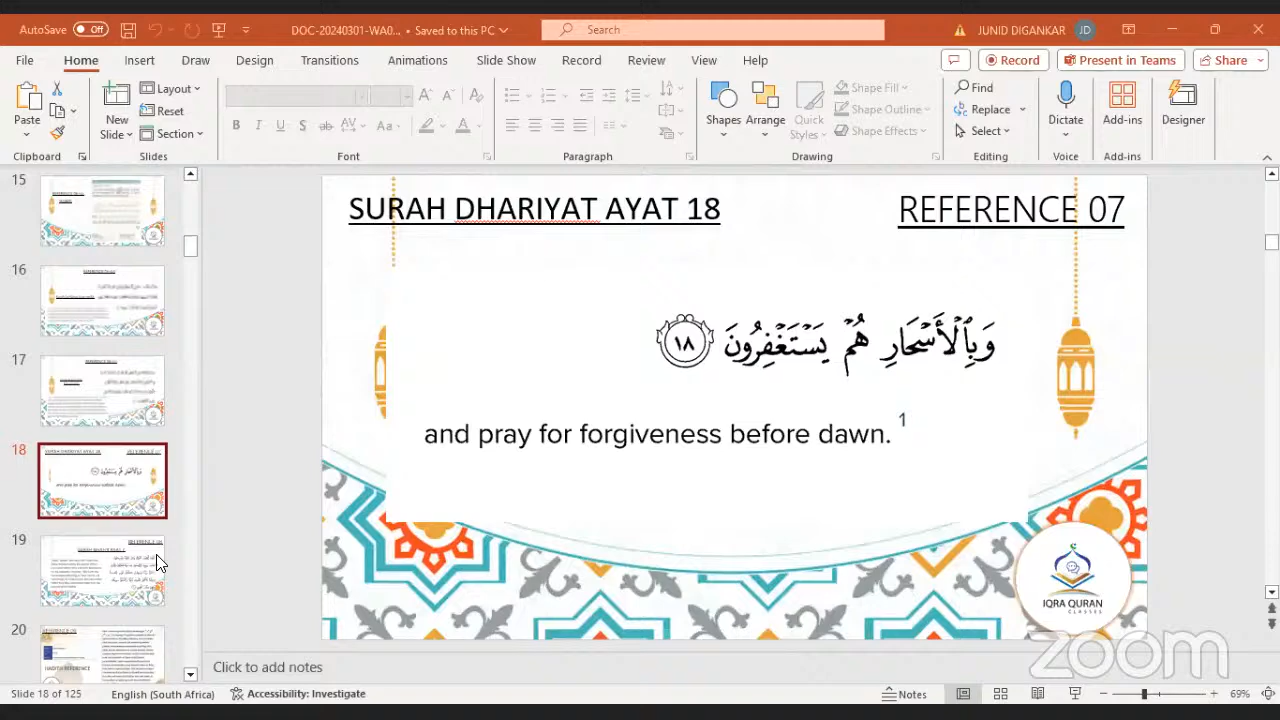 AutoSave Off DOC-20240301-WA0... • Saved to this PC Search JUNID DIGANKAR JD
File Home Insert Draw Design Transitions Animations Slide Show Record Review View Help Record Present in Teams Share
Paste New Slide Layout Reset Section
B I U S ab AV Aa A
Shapes Arrange Quick Styles Shape Fill Shape Outline Shape Effects
Find Replace Select Dictate Add-ins Designer
Clipboard Slides Font Paragraph Drawing Editing Voice Add-ins
15
16
17
18
19
20
SURAH DHARIYAT AYAT 18
REFERENCE 07
وَبِٱلْأَسْحَارِ هُمْ يَسْتَغْفِرُونَ ١٨
and pray for forgiveness before dawn. 1
IQRA QURAN
CLASSES
zoom
Click to add notes
Slide 18 of 125 English (South Africa) Accessibility: Investigate Notes 69%